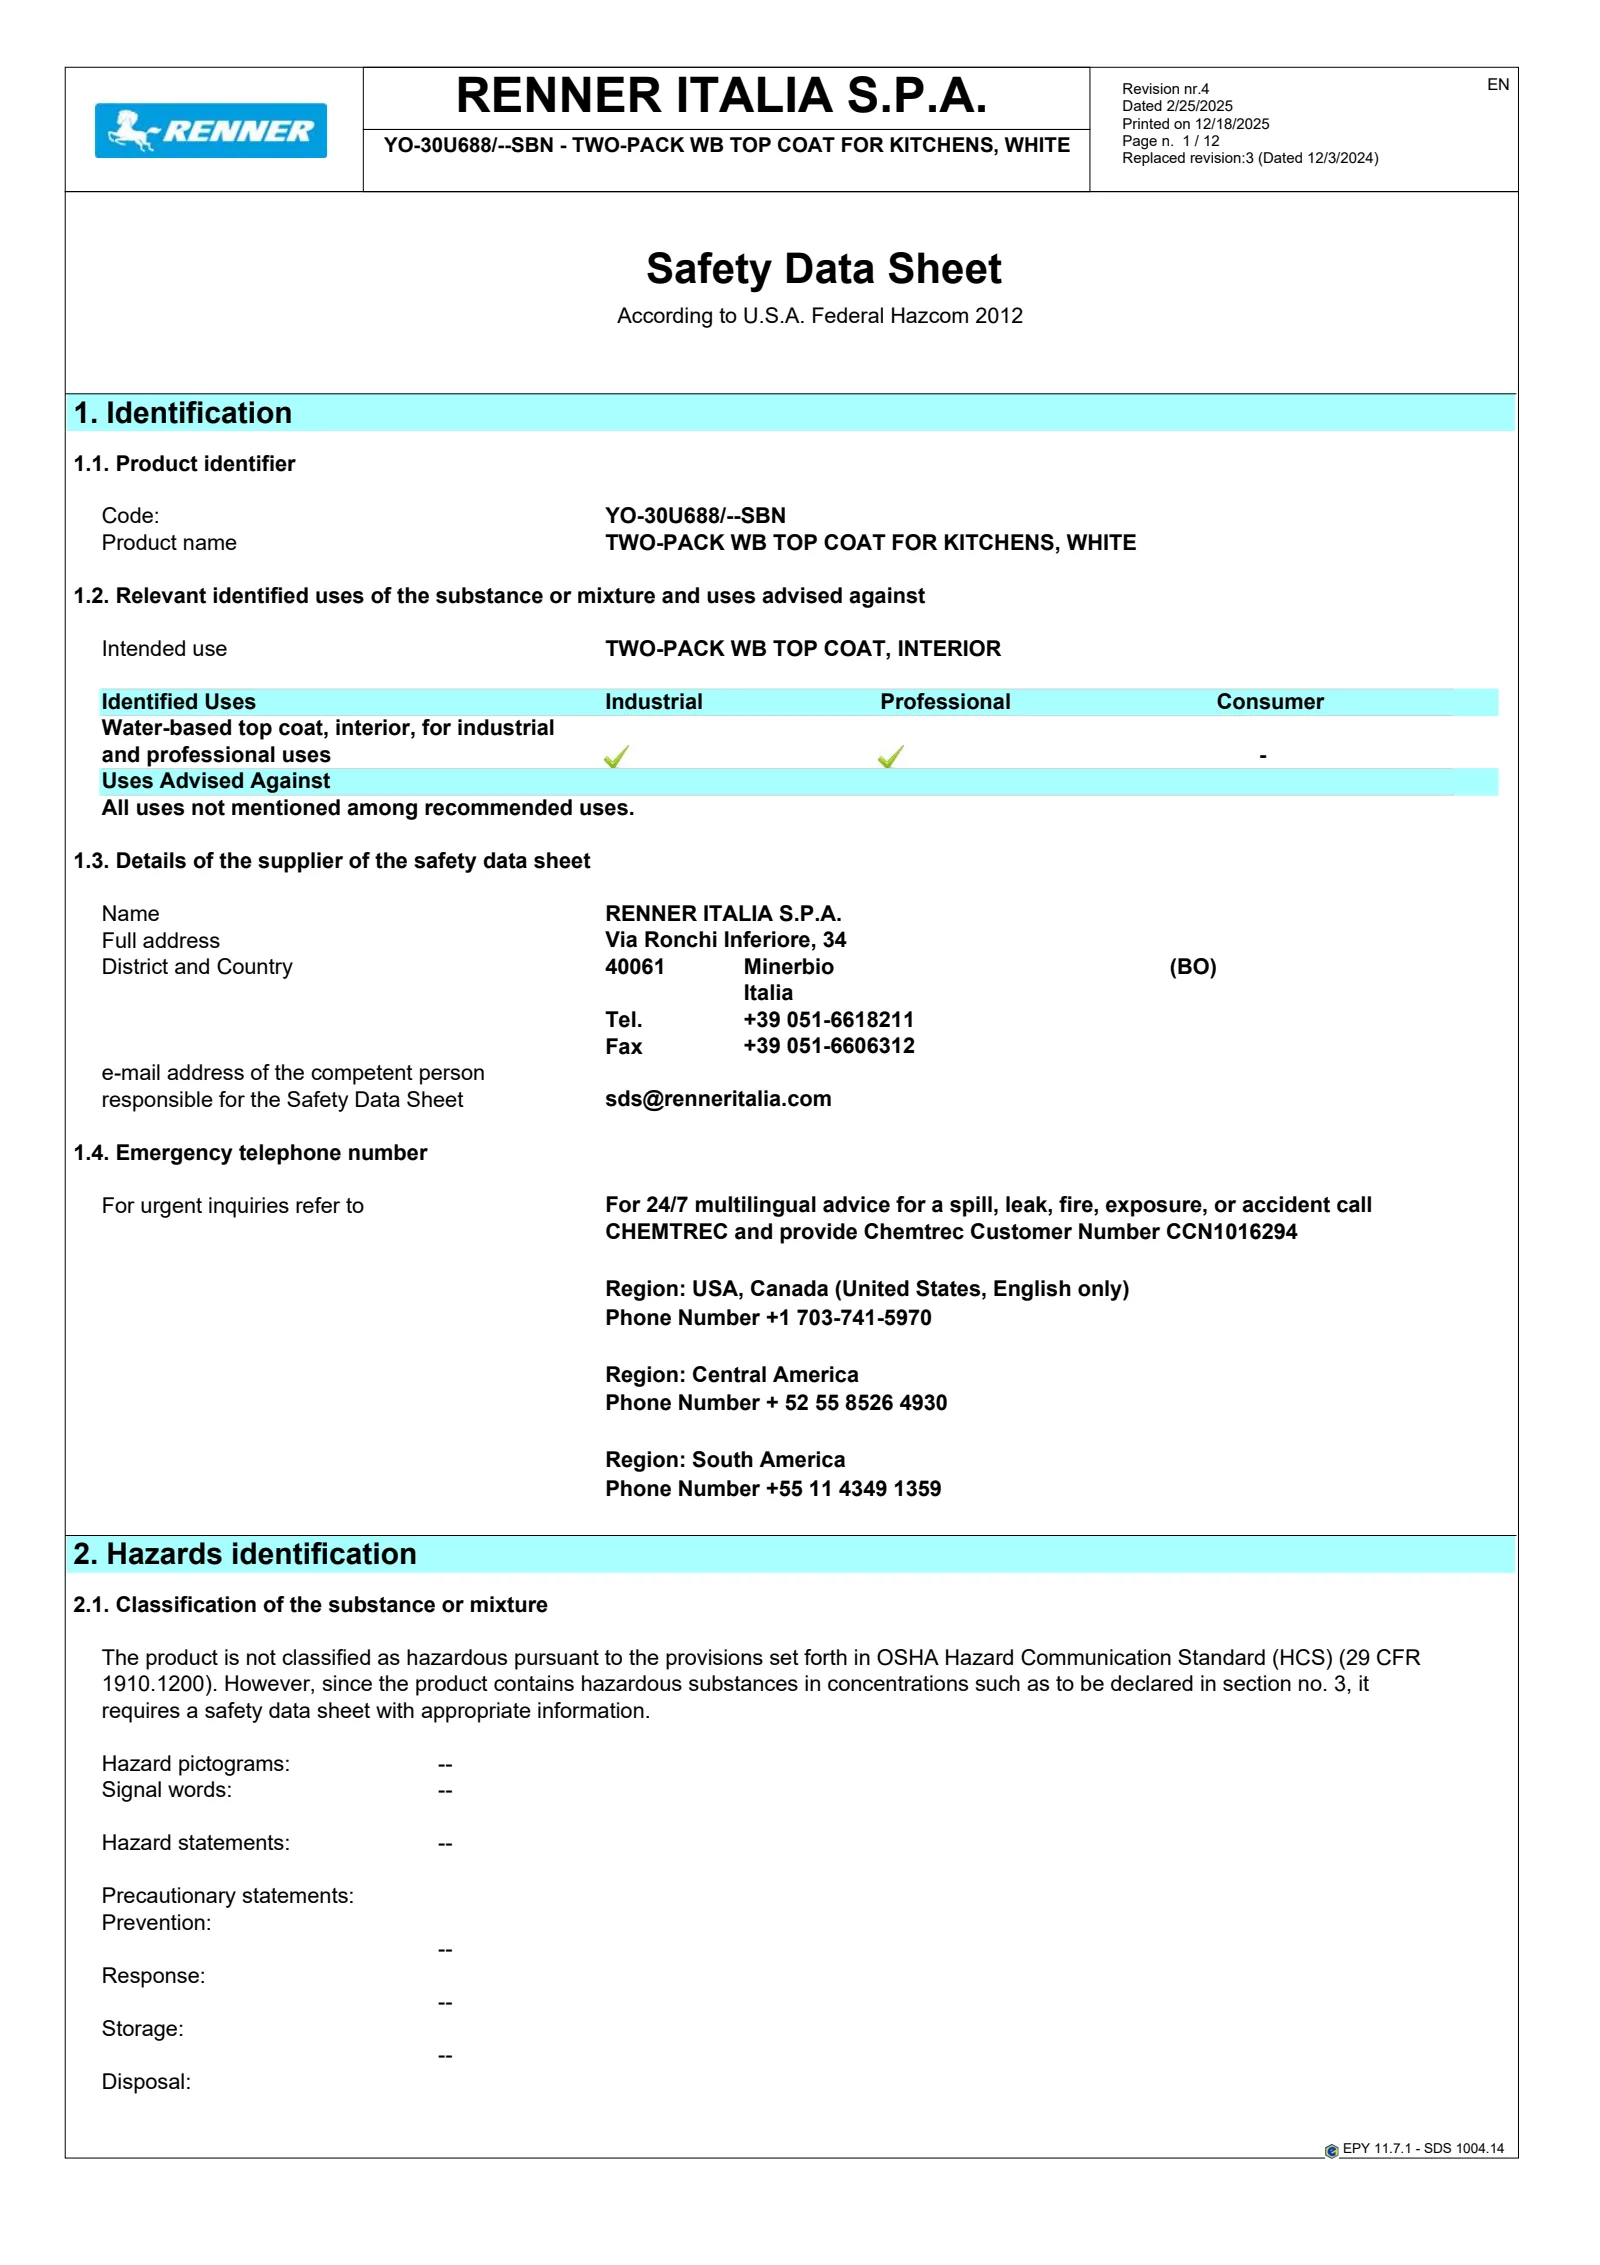 RENNER
RENNER ITALIA S.P.A.
YO-30U688/--SBN - TWO-PACK WB TOP COAT FOR KITCHENS, WHITE
Revision nr.4
Dated 2/25/2025
Printed on 12/18/2025
Page n. 1 / 12
Replaced revision:3 (Dated 12/3/2024)
EN
Safety Data Sheet
According to U.S.A. Federal Hazcom 2012
1. Identification
1.1. Product identifier
Code: YO-30U688/--SBN
Product name TWO-PACK WB TOP COAT FOR KITCHENS, WHITE
1.2. Relevant identified uses of the substance or mixture and uses advised against
Intended use TWO-PACK WB TOP COAT, INTERIOR
Identified Uses Industrial Professional Consumer
Water-based top coat, interior, for industrial
and professional uses ✓ ✓ -
Uses Advised Against
All uses not mentioned among recommended uses.
1.3. Details of the supplier of the safety data sheet
Name RENNER ITALIA S.P.A.
Full address Via Ronchi Inferiore, 34
District and Country 40061 Minerbio (BO)
Italia
Tel. +39 051-6618211
Fax +39 051-6606312
e-mail address of the competent person
responsible for the Safety Data Sheet sds@renneritalia.com
1.4. Emergency telephone number
For urgent inquiries refer to For 24/7 multilingual advice for a spill, leak, fire, exposure, or accident call
CHEMTREC and provide Chemtrec Customer Number CCN1016294
Region: USA, Canada (United States, English only)
Phone Number +1 703-741-5970
Region: Central America
Phone Number + 52 55 8526 4930
Region: South America
Phone Number +55 11 4349 1359
2. Hazards identification
2.1. Classification of the substance or mixture
The product is not classified as hazardous pursuant to the provisions set forth in OSHA Hazard Communication Standard (HCS) (29 CFR
1910.1200). However, since the product contains hazardous substances in concentrations such as to be declared in section no. 3, it
requires a safety data sheet with appropriate information.
Hazard pictograms: --
Signal words: --
Hazard statements: --
Precautionary statements:
Prevention:
--
Response:
--
Storage:
--
Disposal:
EPY 11.7.1 - SDS 1004.14